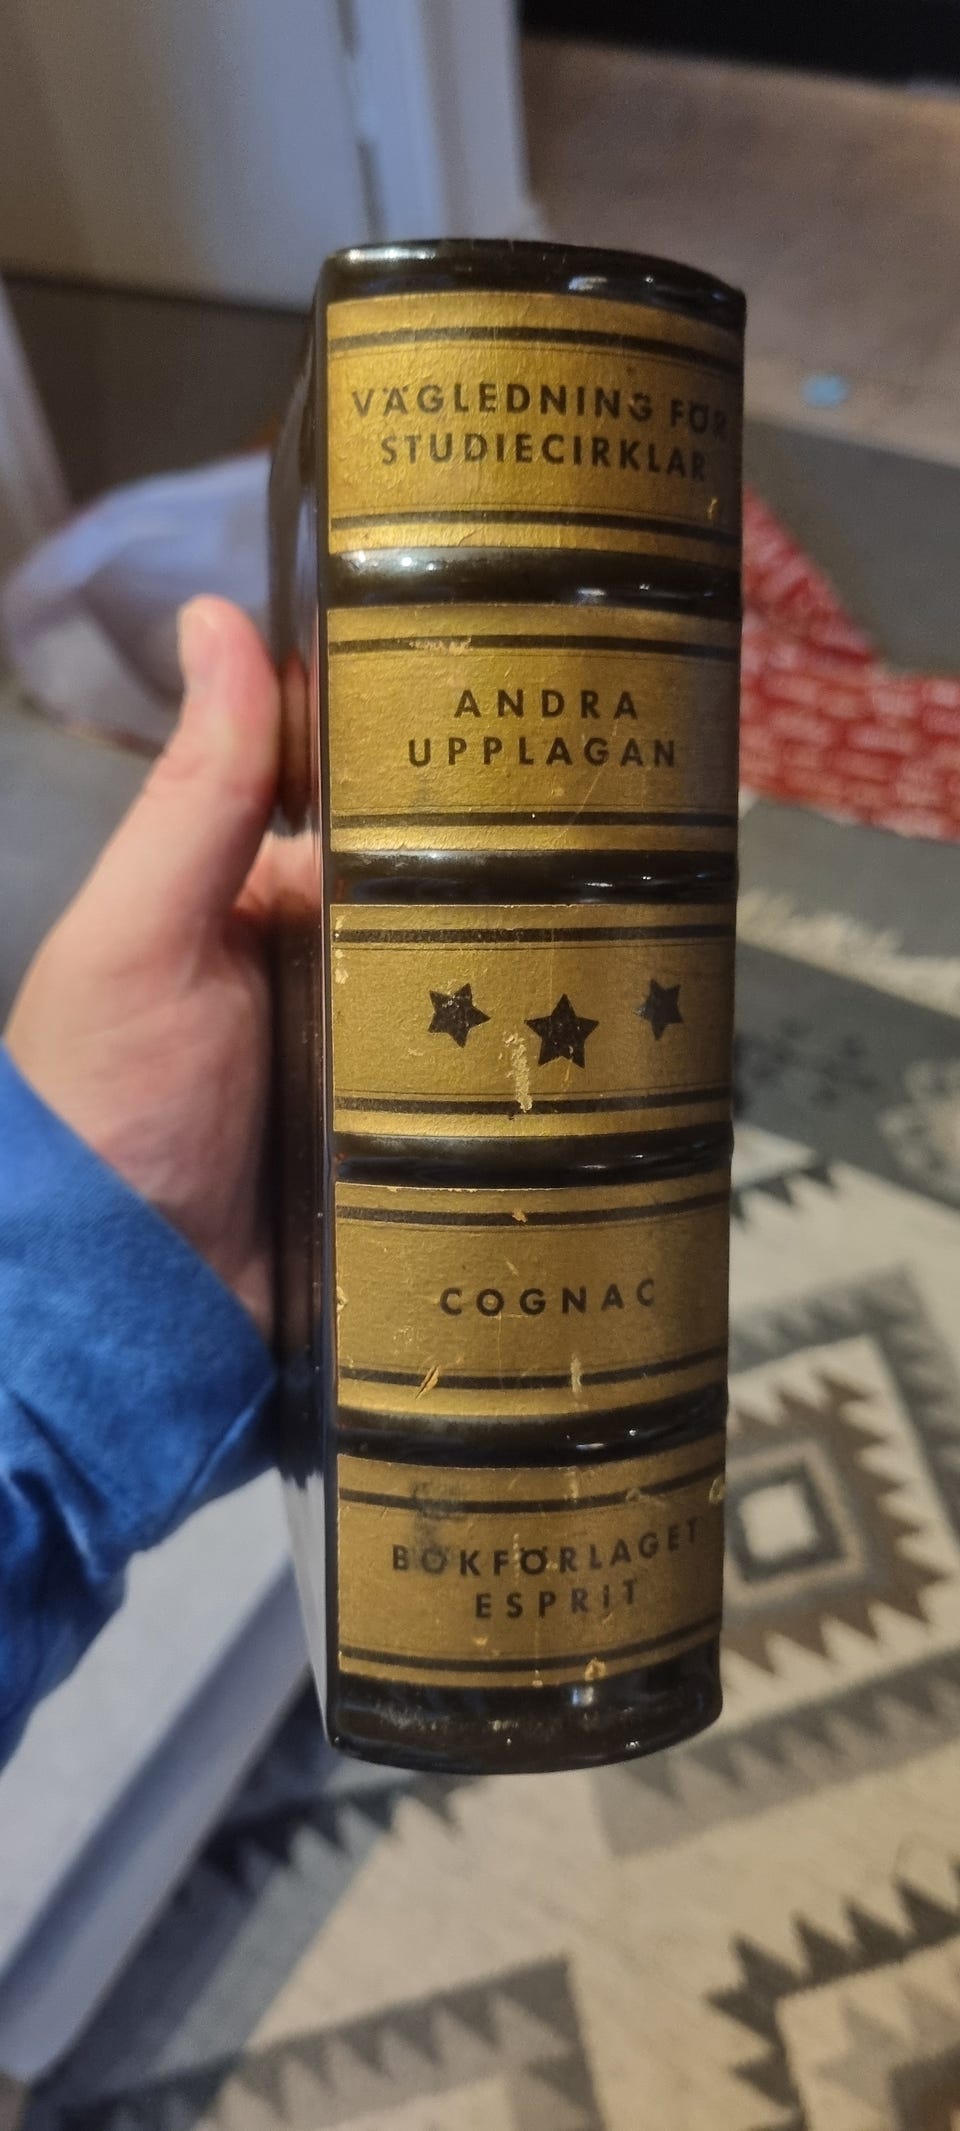 VÄGLEDNING FÖR
STUDIECIRKLAR
ANDRA
UPPLAGAN
COGNAC
BOKFÖRLAGET
ESPRIT